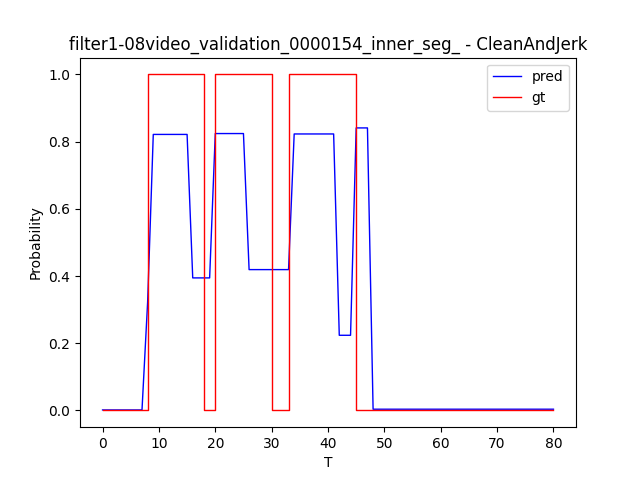 filter1-08video_validation_0000154_inner_seg_ - CleanAndJerk
pred
gt
1.0
0.8
0.6
0.4
0.2
0.0
Probability
0 10 20 30 40 50 60 70 80
T